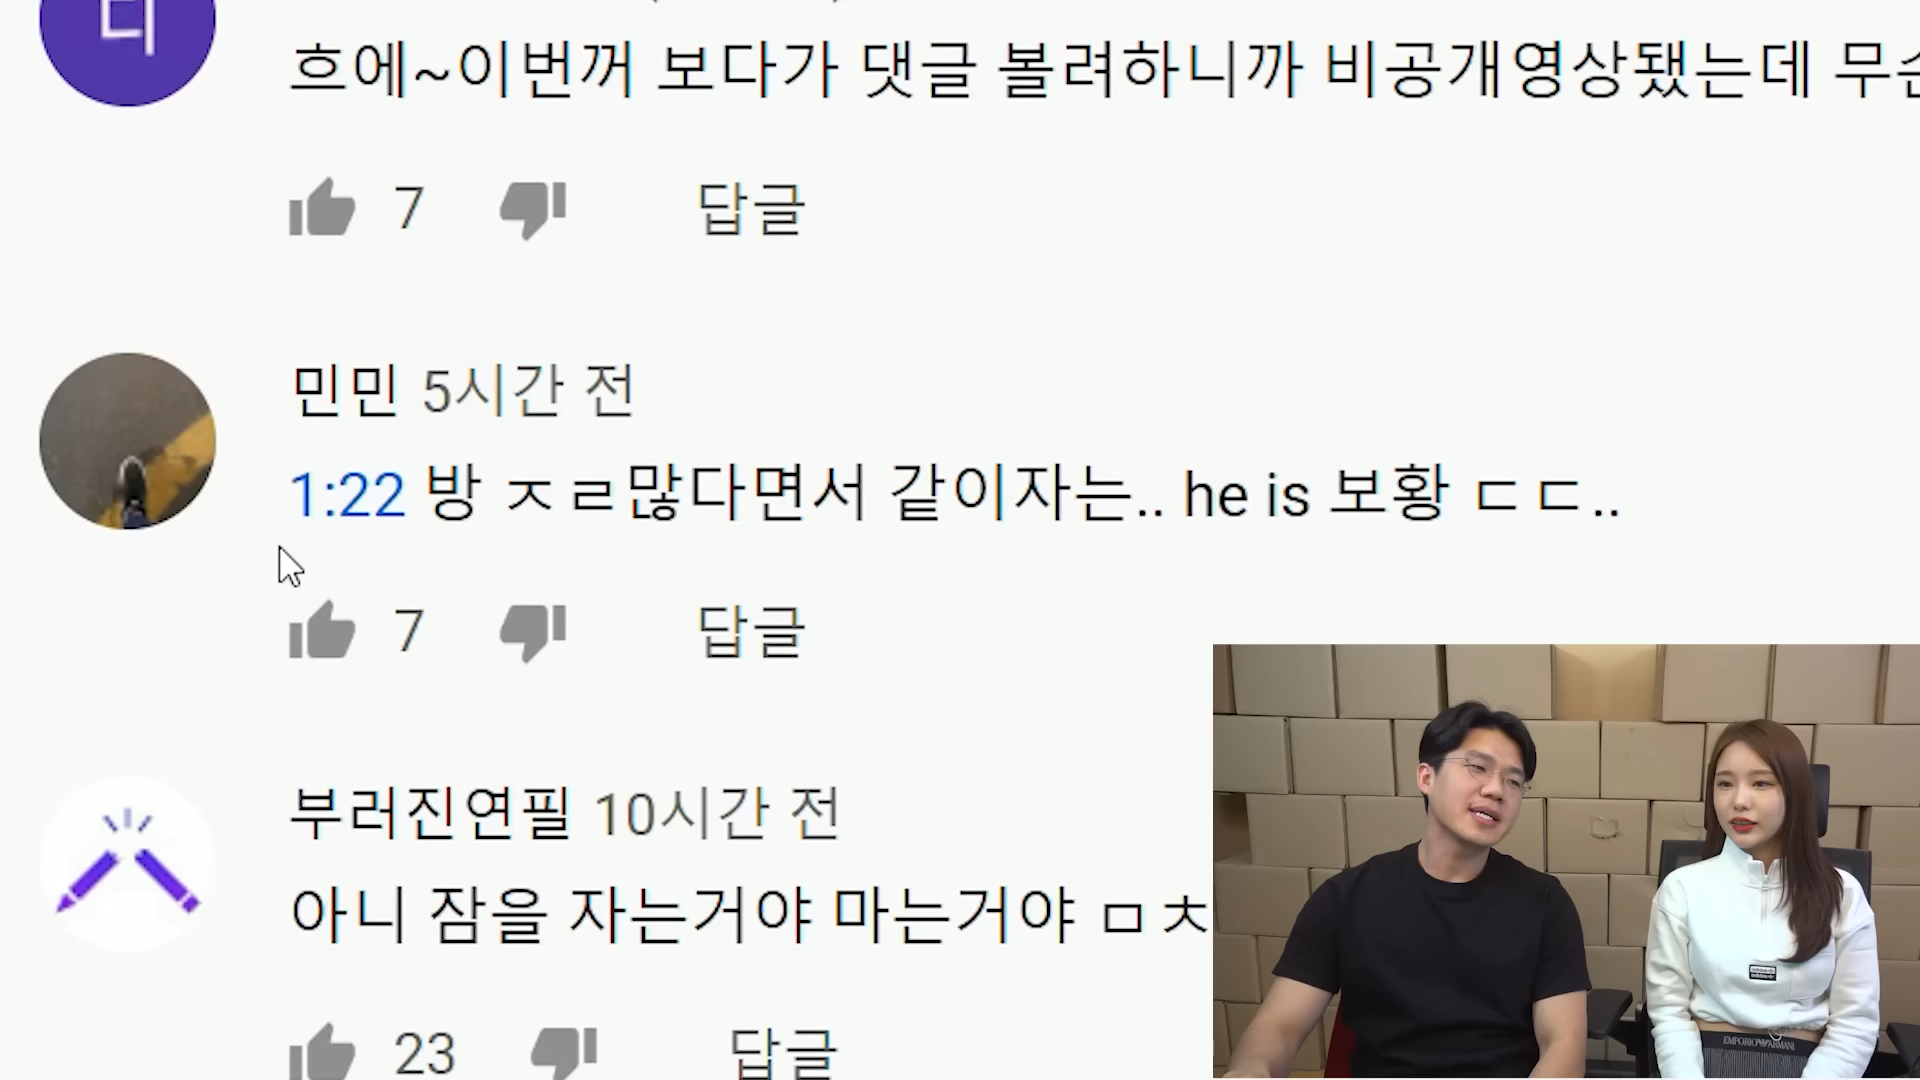 디
흐에~이번꺼 보다가 댓글 볼려하니까 비공개영상됐는데
7 답글
민민 5시간 전
1:22 방 ㅈㄹ많다면서 같이자는.. he is 보황 ㄷㄷ..
7 답글
부러진연필 10시간 전
아니 잠을 자는거야 마는거야 ㅁㅊ
23 답글
EMPORIO ARMANI